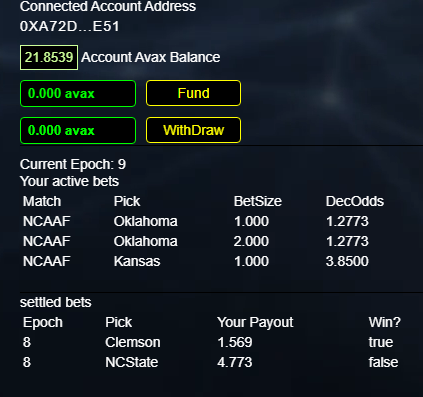 Connected Account Address
0XA72D...E51
21.8539 Account Avax Balance
0.000 avax Fund
0.000 avax WithDraw
Current Epoch: 9
Your active bets
Match Pick BetSize DecOdds
NCAAF Oklahoma 1.000 1.2773
NCAAF Oklahoma 2.000 1.2773
NCAAF Kansas 1.000 3.8500
settled bets
Epoch Pick Your Payout Win?
8 Clemson 1.569 true
8 NCState 4.773 false